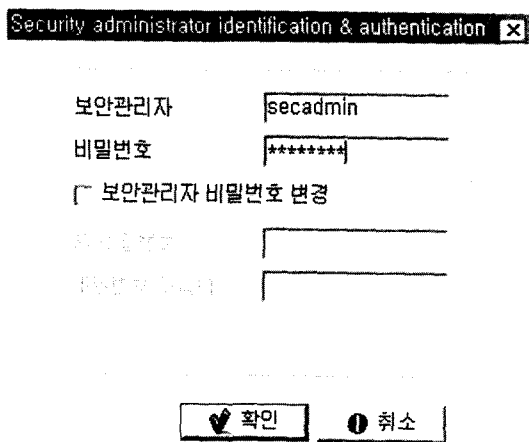 Security administrator identification & authentication
보안관리자 secadmin
비밀번호 ********
보안관리자 비밀번호 변경
확인 취소